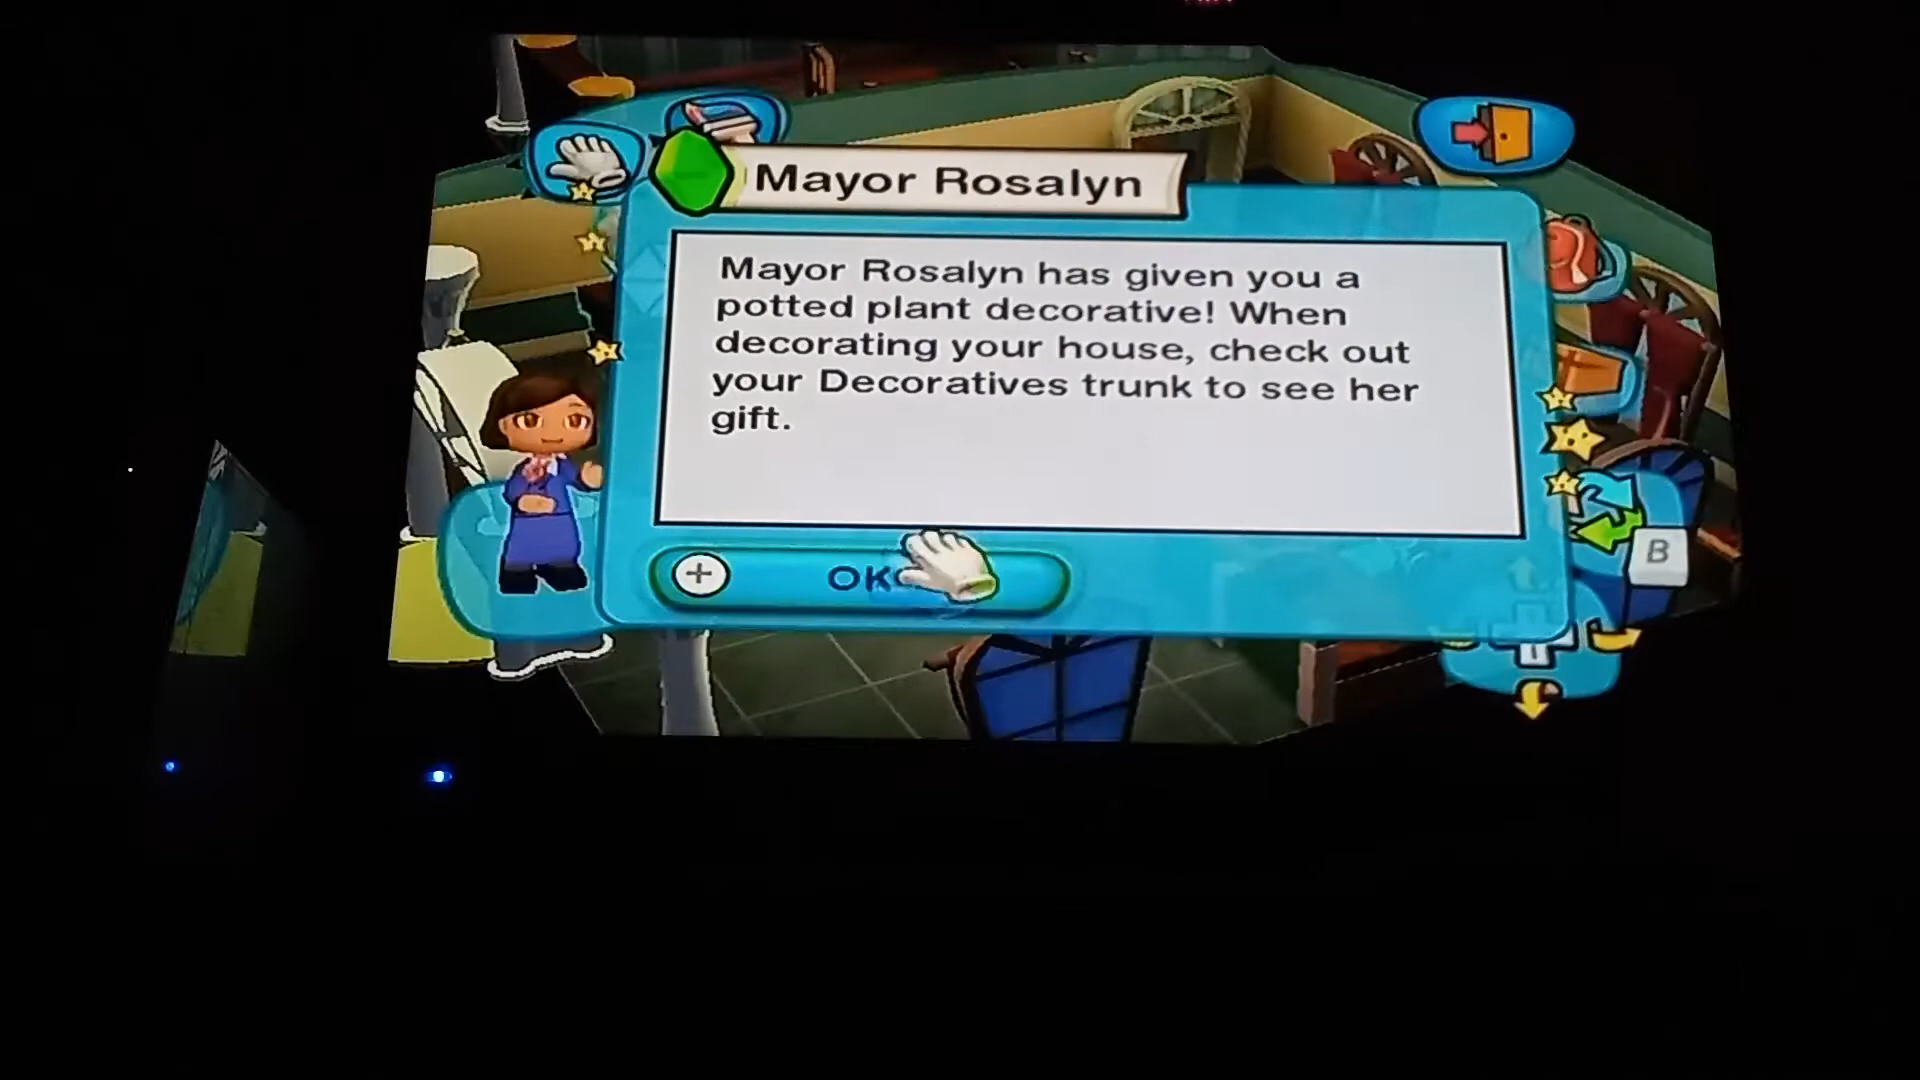 Mayor Rosalyn
Mayor Rosalyn has given you a
potted plant decorative! When
decorating your house, check out
your Decoratives trunk to see her
gift.
OK
B